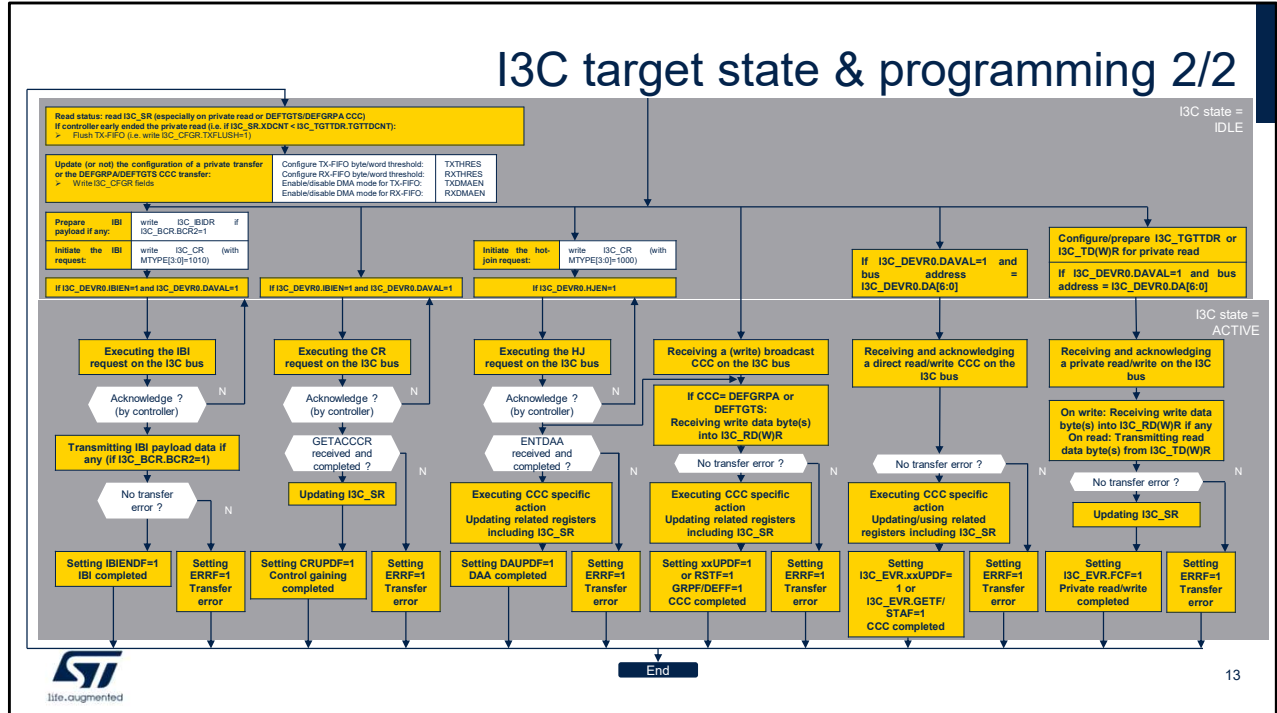 I3C target state & programming 2/2
I3C state =
IDLE
Read status: read I3C_SR (especially on private read or DEFTGTS/DEFGRPA CCC)
If controller early ended the private read (i.e. if I3C_SR.XDCNT < I3C_TGTTDR.TGTTDCNT):
➢ Flush TX-FIFO (i.e. write I3C_CFGR.TXFLUSH=1)
Update (or not) the configuration of a private transfer
or the DEFGRPA/DEFTGTS CCC transfer:
➢ Write I3C_CFGR fields
Configure TX-FIFO byte/word threshold:
Configure RX-FIFO byte/word threshold:
Enable/disable DMA mode for TX-FIFO:
Enable/disable DMA mode for RX-FIFO:
TXTHRES
RXTHRES
TXDMAEN
RXDMAEN
Prepare IBI
payload if any:
write I3C_IBIDR if
I3C_BCR.BCR2=1
Initiate the IBI
request:
write I3C_CR (with
MTYPE[3:0]=1010)
If I3C_DEVR0.IBIEN=1 and I3C_DEVR0.DAVAL=1
If I3C_DEVR0.IBIEN=1 and I3C_DEVR0.DAVAL=1
Initiate the hot-
join request:
write I3C_CR (with
MTYPE[3:0]=1000)
If I3C_DEVR0.HJEN=1
If I3C_DEVR0.DAVAL=1 and
bus address =
I3C_DEVR0.DA[6:0]
Configure/prepare I3C_TGTTDR or
I3C_TD(W)R for private read
If I3C_DEVR0.DAVAL=1 and bus
address = I3C_DEVR0.DA[6:0]
I3C state =
ACTIVE
Executing the IBI
request on the I3C bus
Acknowledge ?
(by controller)
N
Transmitting IBI payload data if
any (if I3C_BCR.BCR2=1)
No transfer
error ?
N
Setting IBIENDF=1
IBI completed
Setting
ERRF=1
Transfer
error
Executing the CR
request on the I3C bus
Acknowledge ?
(by controller)
N
GETACCCR
received and
completed ?
N
Updating I3C_SR
Setting CRUPDF=1
Control gaining
completed
Setting
ERRF=1
Transfer
error
Executing the HJ
request on the I3C bus
Acknowledge ?
(by controller)
N
ENTDAA
received and
completed ?
N
Executing CCC specific
action
Updating related registers
including I3C_SR
Setting DAUPDF=1
DAA completed
Setting
ERRF=1
Transfer
error
Receiving a (write) broadcast
CCC on the I3C bus
If CCC= DEFGRPA or
DEFTGTS:
Receiving write data byte(s)
into I3C_RD(W)R
No transfer error ?
N
Executing CCC specific
action
Updating related registers
including I3C_SR
Setting xxUPDF=1
or RSTF=1
GRPF/DEFF=1
CCC completed
Setting
ERRF=1
Transfer
error
Receiving and acknowledging
a direct read/write CCC on the
I3C bus
No transfer error ?
N
Executing CCC specific
action
Updating/using related
registers including I3C_SR
Setting
I3C_EVR.xxUPDF=
1 or
I3C_EVR.GETF/
STAF=1
CCC completed
Setting
ERRF=1
Transfer
error
Receiving and acknowledging
a private read/write on the I3C
bus
On write: Receiving write data
byte(s) into I3C_RD(W)R if any
On read: Transmitting read
data byte(s) from I3C_TD(W)R
No transfer error ?
N
Updating I3C_SR
Setting
I3C_EVR.FCF=1
Private read/write
completed
Setting
ERRF=1
Transfer
error
End
ST
life.augmented
13